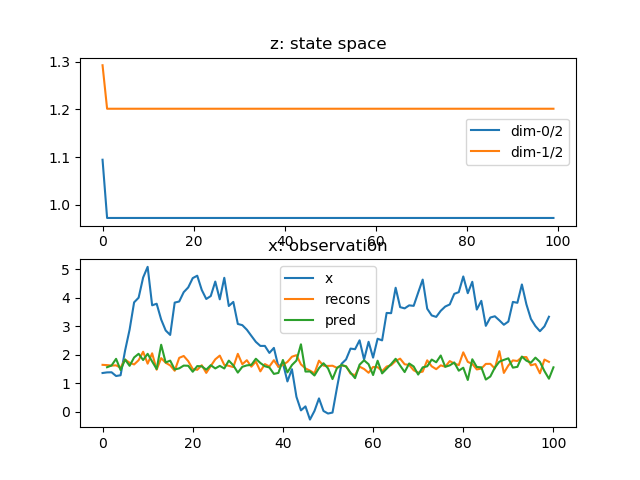 z: state space
1.3
1.2
1.1
1.0
dim-0/2
dim-1/2
0 20 40 60 80 100
x: observation
5
4
3
2
1
0
x
recons
pred
0 20 40 60 80 100